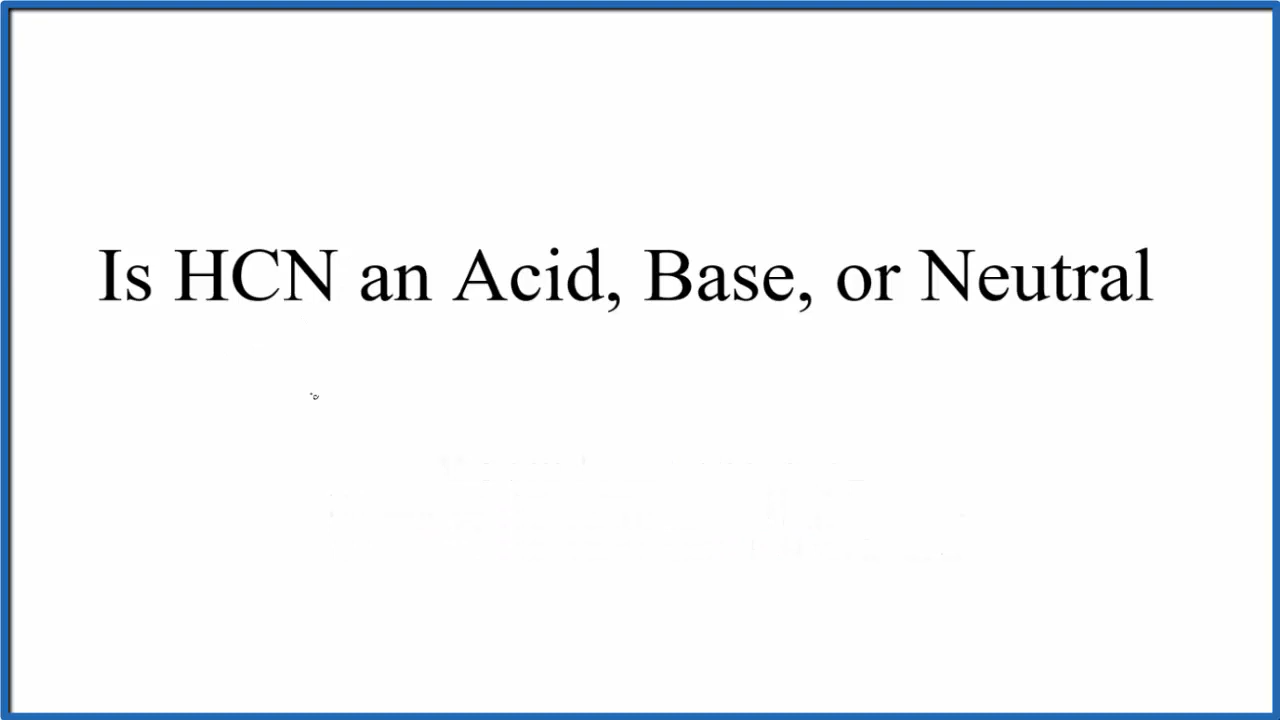 Is HCN an Acid, Base, or Neutral